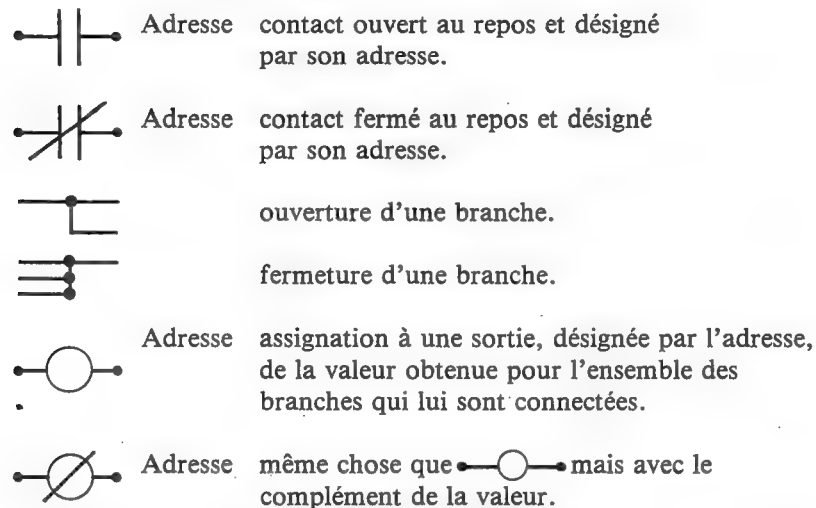 Adresse contact ouvert au repos et désigné
par son adresse.
Adresse contact fermé au repos et désigné
par son adresse.
ouverture d'une branche.
fermeture d'une branche.
Adresse assignation à une sortie, désignée par l'adresse,
de la valeur obtenue pour l'ensemble des
branches qui lui sont connectées.
Adresse même chose que mais avec le
complément de la valeur.